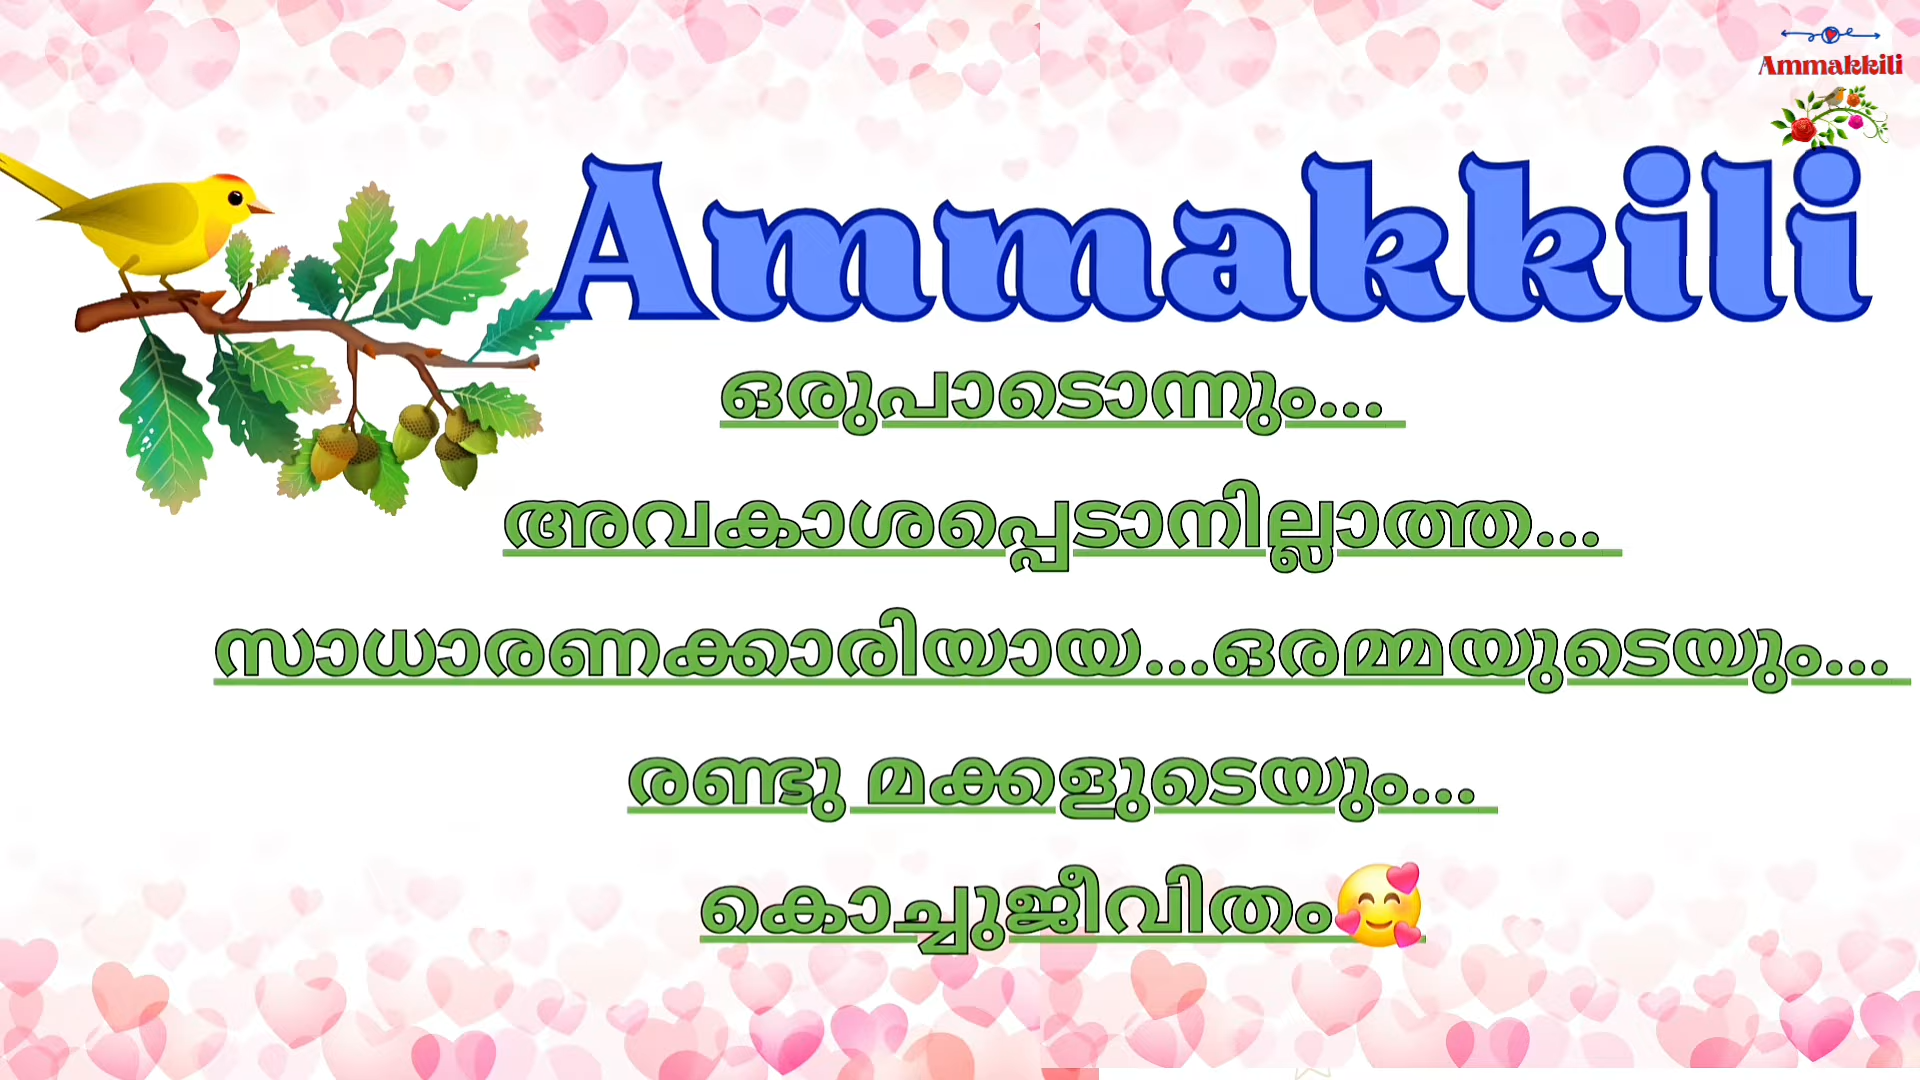 Ammakkili
Ammakkili
ഒരുപാടൊന്നും...
അവകാശപ്പെടാനില്ലാത്ത...
സാധാരണക്കാരിയായ...ഒരമ്മയുടെയും...
രണ്ടു മക്കളുടെയും...
കൊച്ചുജീവിതം🥰